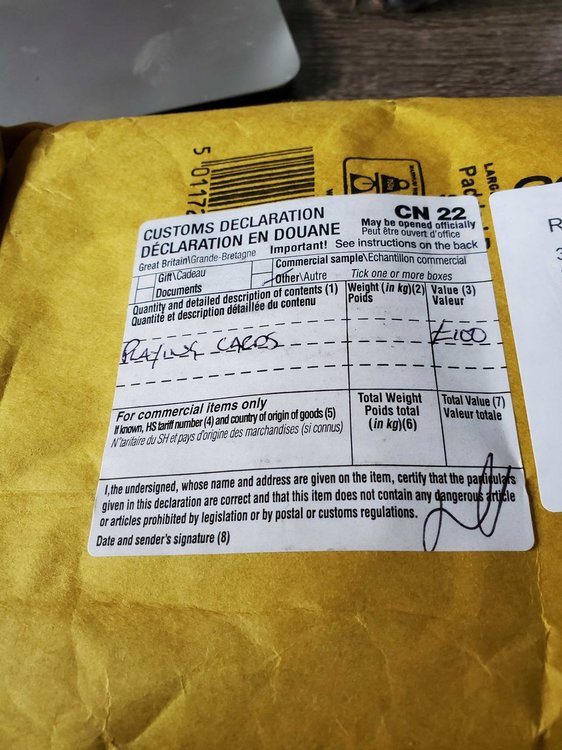 5 0117
LARG
Pad
CUSTOMS DECLARATION
DÉCLARATION EN DOUANE
CN 22
May be opened officially
Peut être ouvert d'office
Great Britain\Grande-Bretagne
Important! See instructions on the back
Gift\Cadeau
Commercial sample\Echantillon commercial
Documents
Other\Autre
Tick one or more boxes
Quantity and detailed description of contents (1)
Quantité et description détaillée du contenu
Weight (in kg)(2)
Poids
Value (3)
Valeur
PLAYING CARDS
£100
For commercial items only
If known, HS tariff number (4) and country of origin of goods (5)
N'tarifaire du SH et pays d'origine des marchandises (si connus)
Total Weight
Poids total
(in kg)(6)
Total Value (7)
Valeur totale
I, the undersigned, whose name and address are given on the item, certify that the particulars
given in this declaration are correct and that this item does not contain any dangerous article
or articles prohibited by legislation or by postal or customs regulations.
Date and sender's signature (8)
R
3